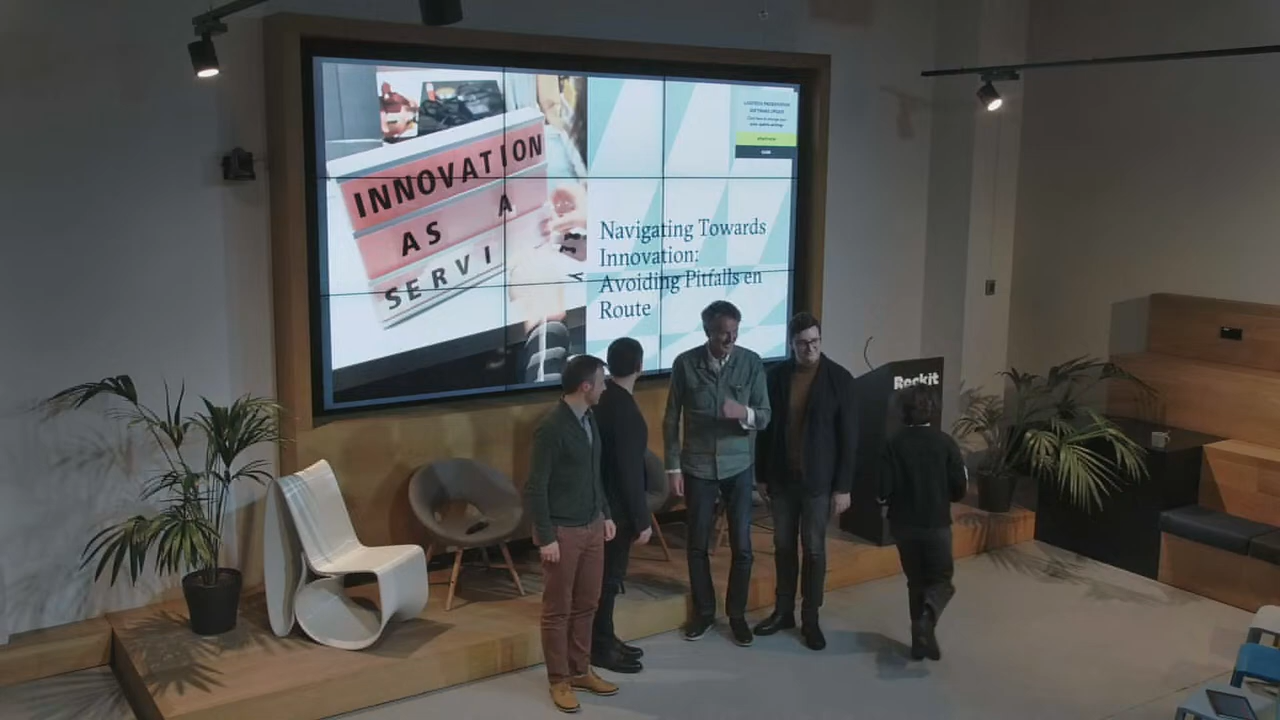 INNOVATION
AS A
SERVI
Navigating Towards
Innovation:
Avoiding Pitfalls en
Route
Reckit